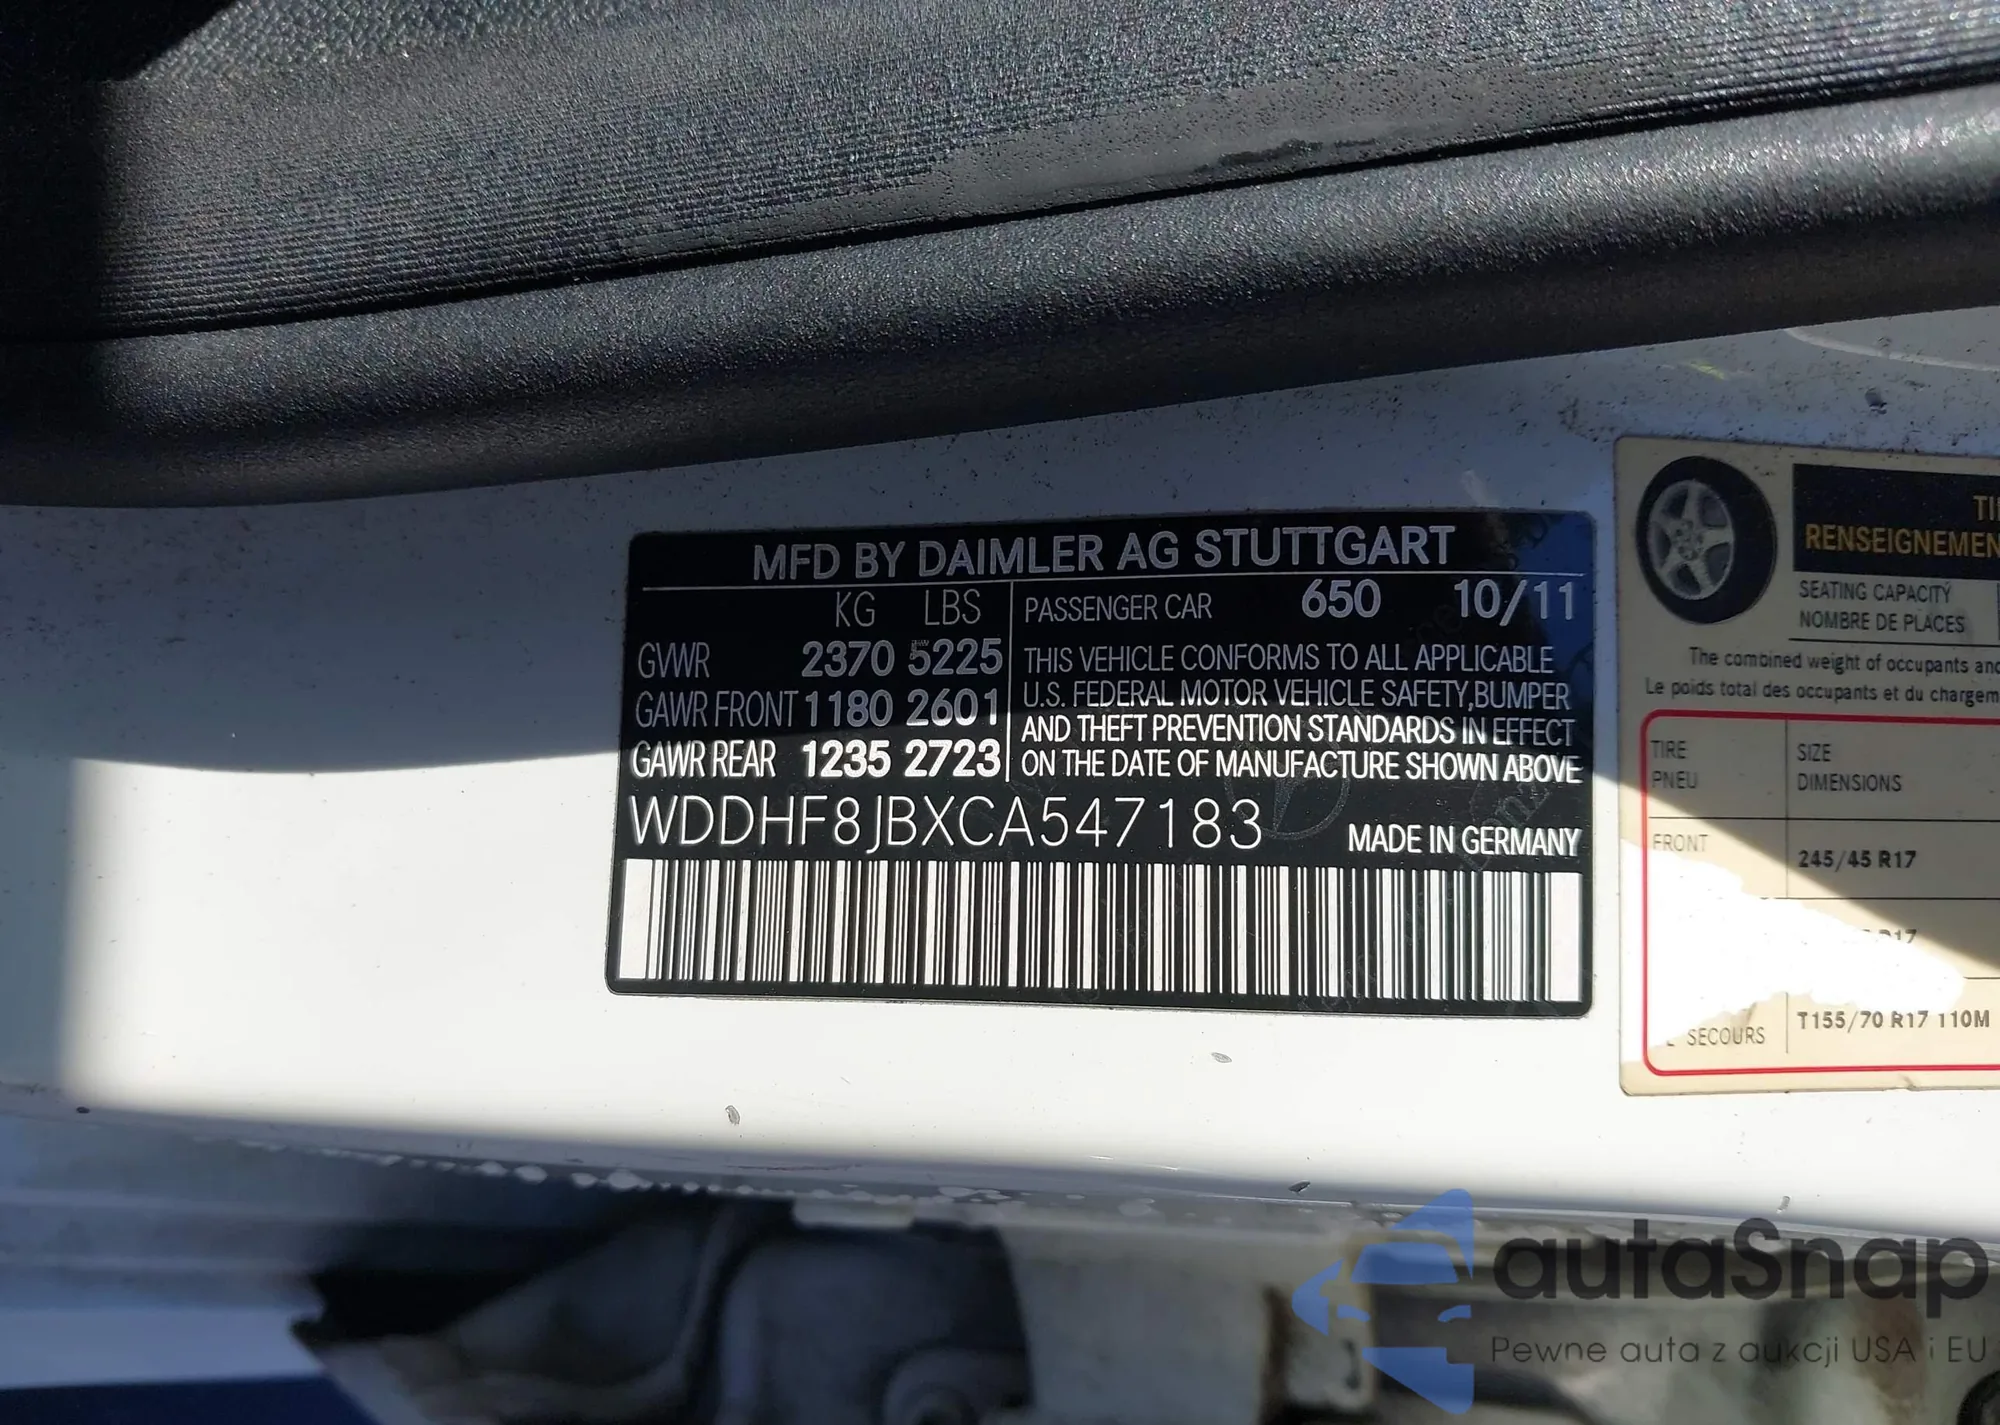 MFD BY DAIMLER AG STUTTGART
KG LBS
GVWR 2370 5225
GAWR FRONT 1180 2601
GAWR REAR 1235 2723
PASSENGER CAR 650 10/11
THIS VEHICLE CONFORMS TO ALL APPLICABLE
U.S. FEDERAL MOTOR VEHICLE SAFETY, BUMPER
AND THEFT PREVENTION STANDARDS IN EFFECT
ON THE DATE OF MANUFACTURE SHOWN ABOVE
WDDHF8JBXCA547183
MADE IN GERMANY
RENSEIGNEMEN
SEATING CAPACITY
NOMBRE DE PLACES
The combined weight of occupants and
Le poids total des occupants et du chargem
TIRE
PNEU
SIZE
DIMENSIONS
FRONT
245/45 R17
R17
SECOURS
T155/70 R17 110M
autaSnap
Pewne auta z aukcji USA i EU